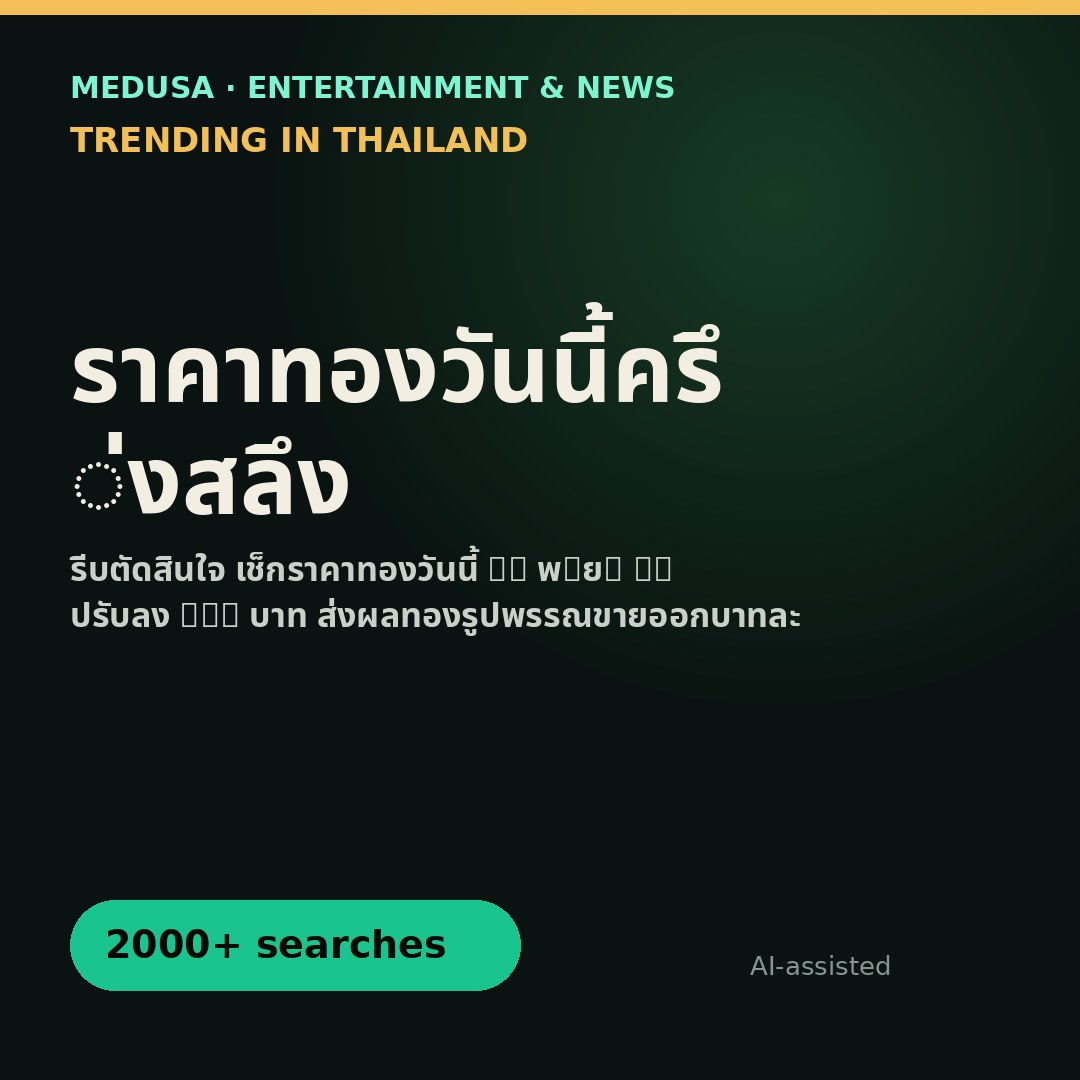 MEDUSA · ENTERTAINMENT & NEWS
TRENDING IN THAILAND
ราคาทองวันนี้ครึ
่งสลึง
รีบตัดสินใจ เช็กราคาทองวันนี้ □□ พ□ย□ □□
ปรับลง □□□ บาท ส่งผลทองรูปพรรณขายออกบาทละ
2000+ searches
AI-assisted